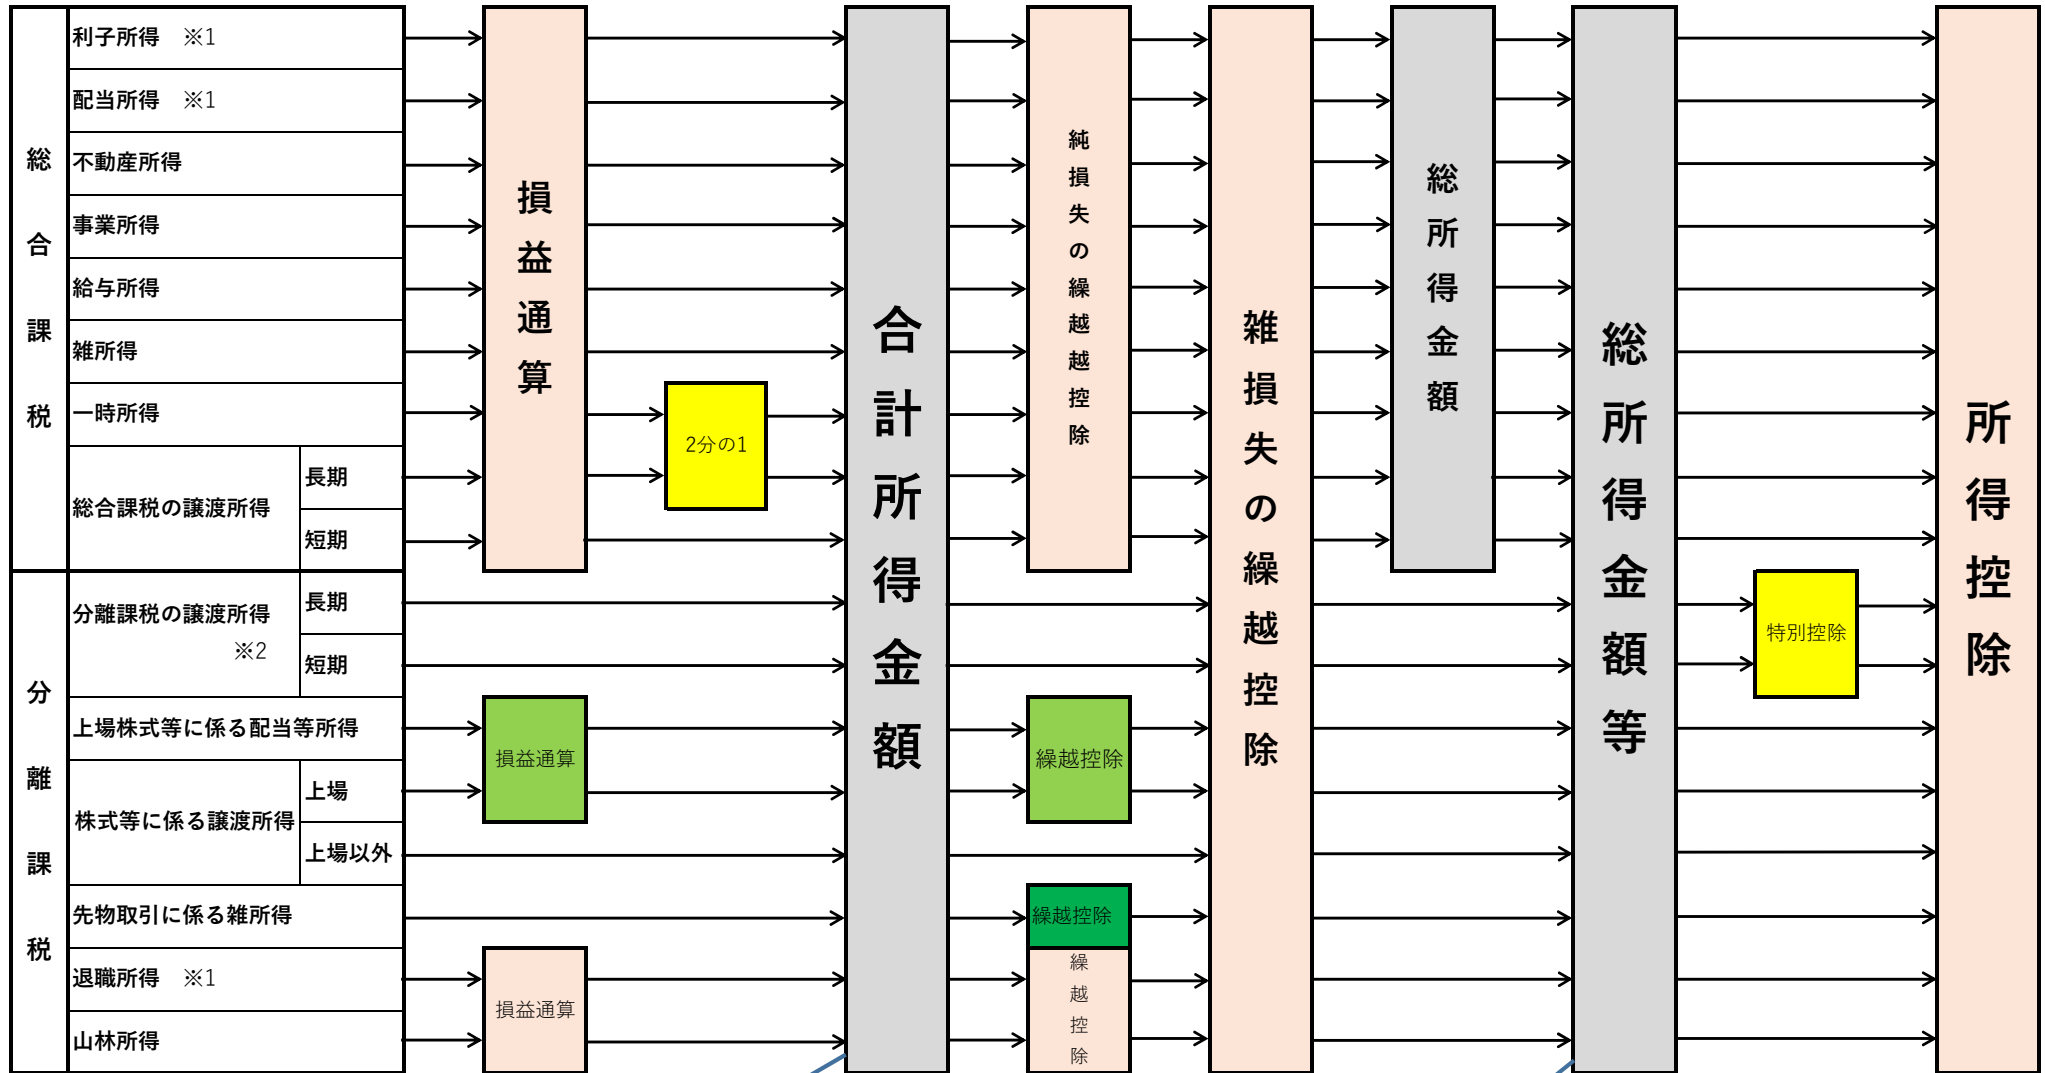 総合課税
利子所得　※1
配当所得　※1
不動産所得
事業所得
給与所得
雑所得
一時所得
総合課税の譲渡所得
長期
短期
分離課税
分離課税の譲渡所得
※2
長期
短期
上場株式等に係る配当等所得
株式等に係る譲渡所得
上場
上場以外
先物取引に係る雑所得
退職所得　※1
山林所得
損益通算
損益通算
損益通算
2分の1
合計所得金額
純損失の繰越越控除
繰越控除
繰越控除
繰越控除
雑損失の繰越控除
総所得金額
総所得金額等
特別控除
所得控除